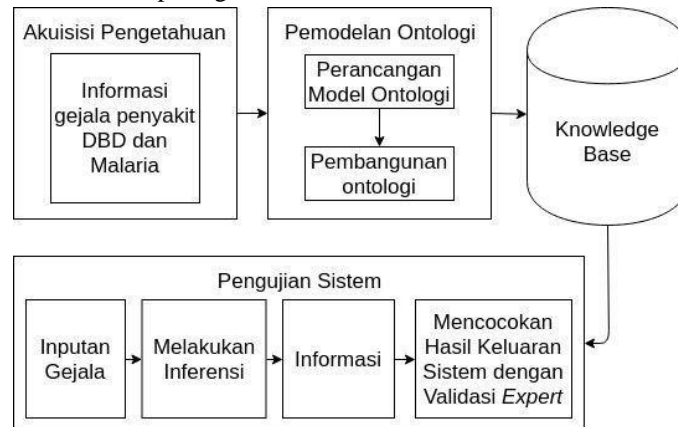 Akuisisi Pengetahuan
Informasi
gejala penyakit
DBD dan
Malaria
Pemodelan Ontologi
Perancangan
Model Ontologi
Pembangunan
ontologi
Knowledge
Base
Pengujian Sistem
Inputan
Gejala
Melakukan
Inferensi
Informasi
Mencocokan
Hasil Keluaran
Sistem dengan
Validasi Expert